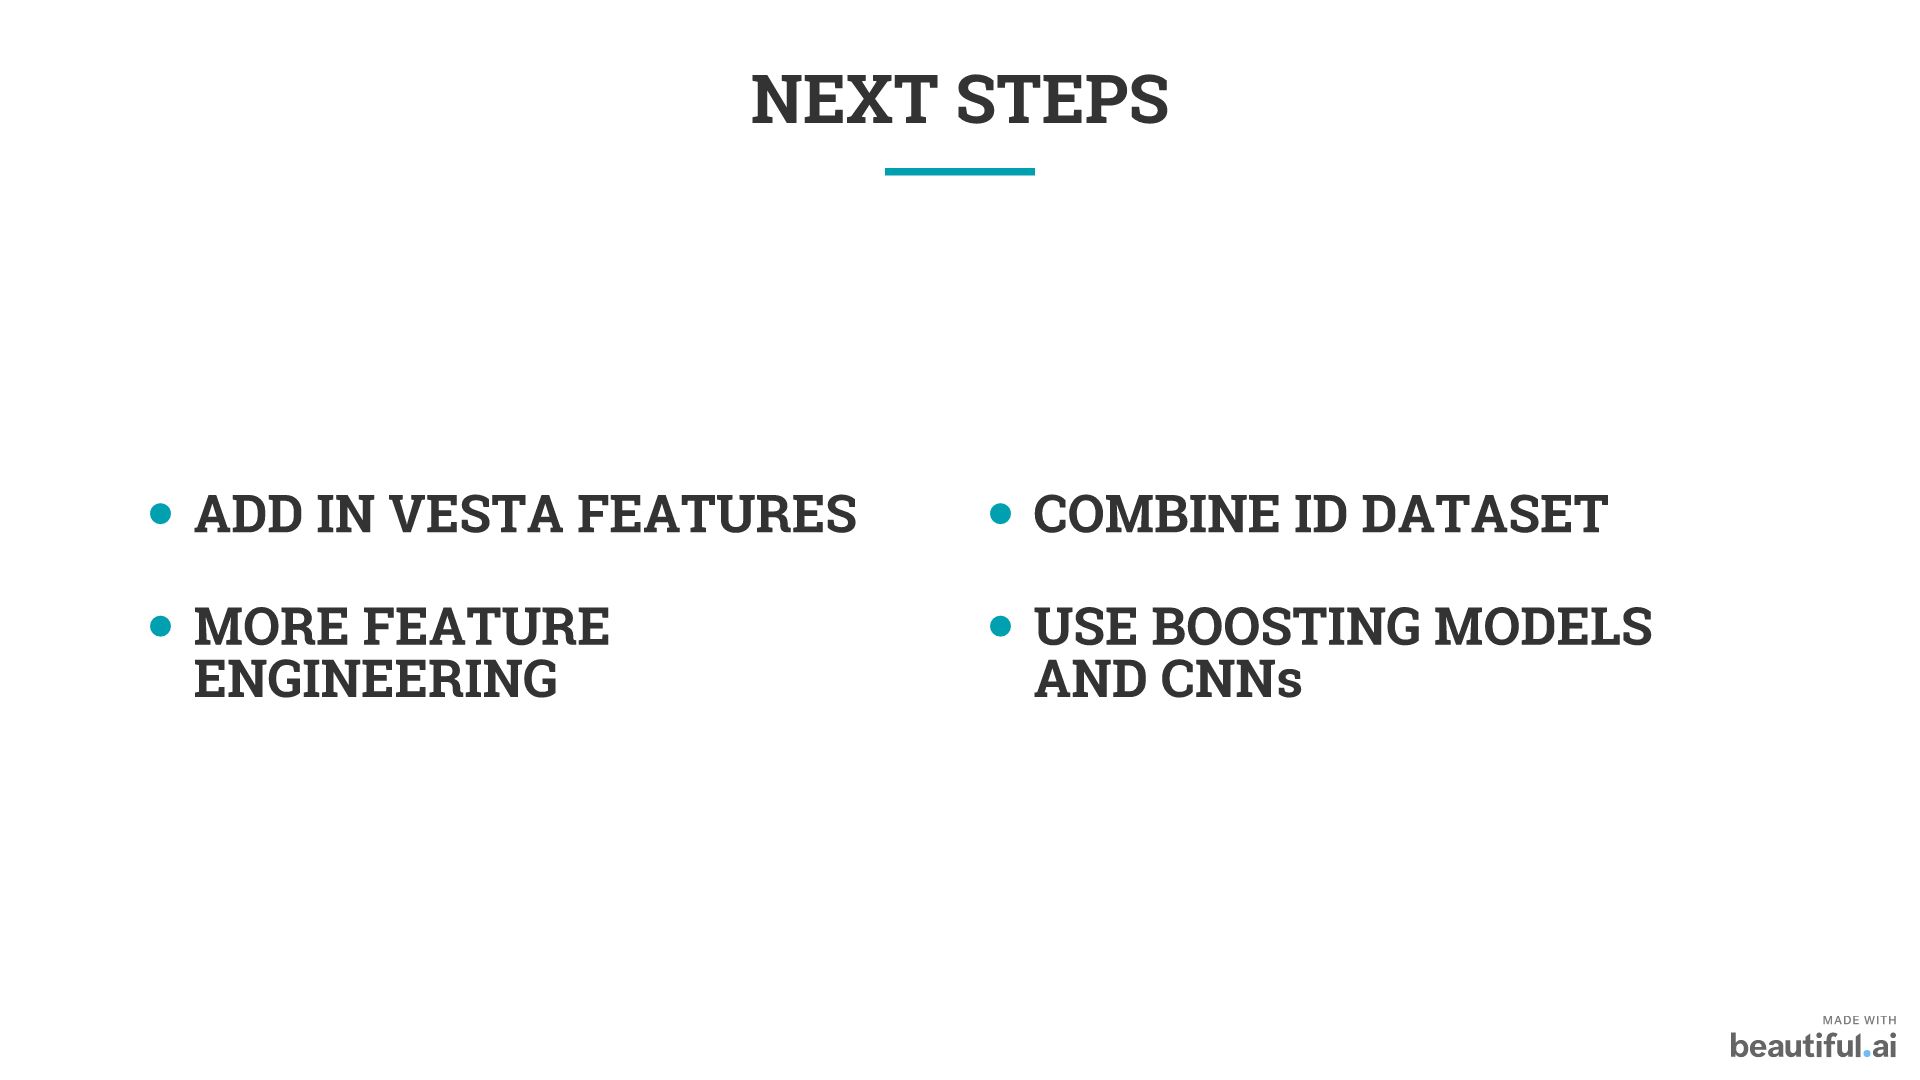 NEXT STEPS
ADD IN VESTA FEATURES
MORE FEATURE
ENGINEERING
COMBINE ID DATASET
USE BOOSTING MODELS
AND CNNs
MADE WITH
beautiful.ai